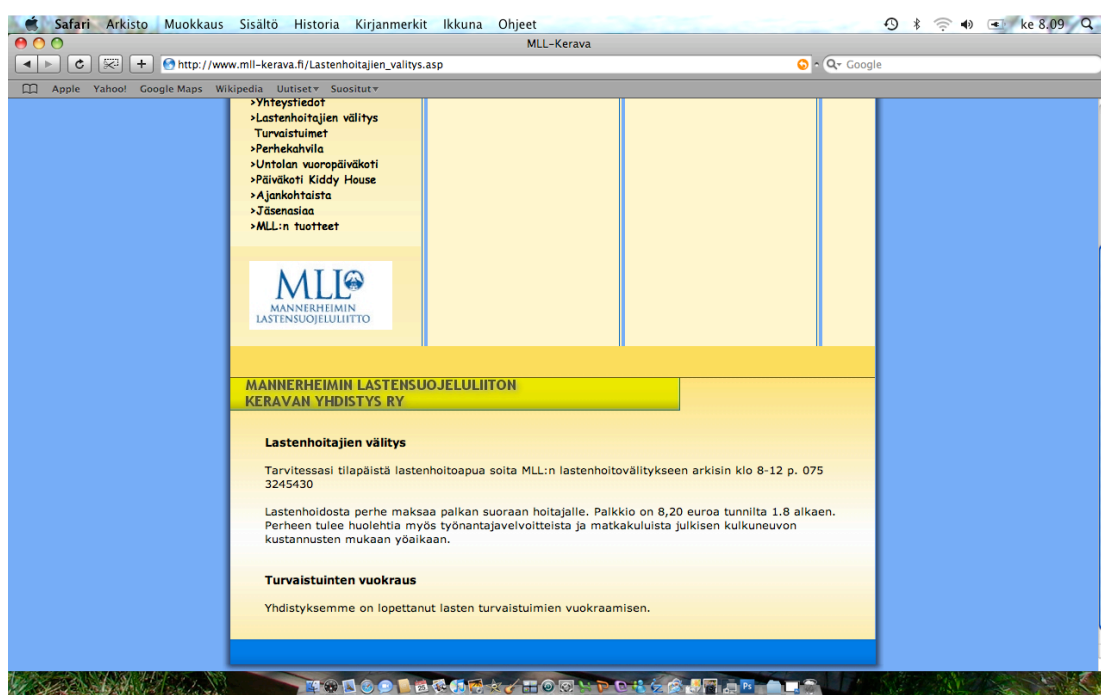 Safari Arkisto Muokkaus Sisältö Historia Kirjanmerkit Ikkuna Ohjeet ke 8.09
MLL-Kerava
http://www.mll-kerava.fi/Lastenhoitajien_valitys.asp Google
Apple Yahoo! Google Maps Wikipedia Uutiset Suositut
>Yhteystiedot
>Lastenhoitajien välitys
Turvaistuimet
>Perhekahvila
>Untolan vuoropäiväkoti
>Päiväkoti Kiddy House
>Ajankohtaista
>Jäsenasiaa
>MLL:n tuotteet
MLL
MANNERHEIMIN
LASTENSUOJELULIITTO
MANNERHEIMIN LASTENSUOJELULIITON
KERAVAN YHDISTYS RY
Lastenhoitajien välitys
Tarvitessasi tilapäistä lastenhoitoapua soita MLL:n lastenhoitovälitykseen arkisin klo 8-12 p. 075
3245430
Lastenhoidosta perhe maksaa palkan suoraan hoitajalle. Palkkio on 8,20 euroa tunnilta 1.8 alkaen.
Perheen tulee huolehtia myös työnantajavelvoitteista ja matkakuluista julkisen kulkuneuvon
kustannusten mukaan yöaikaan.
Turvaistuinten vuokraus
Yhdistyksemme on lopettanut lasten turvaistuimien vuokraamisen.